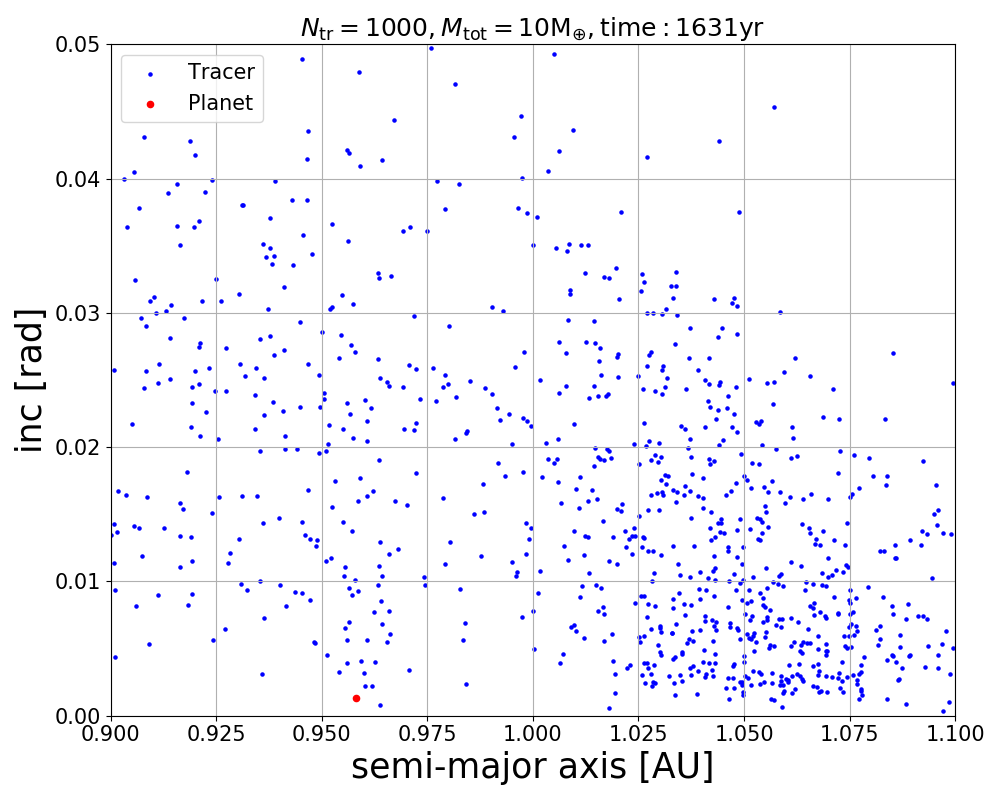 N_tr = 1000, M_tot = 10M_⊕, time : 1631yr
Tracer
Planet
0.05
0.04
0.03
0.02
0.01
0.00
inc [rad]
0.900 0.925 0.950 0.975 1.000 1.025 1.050 1.075 1.100
semi-major axis [AU]